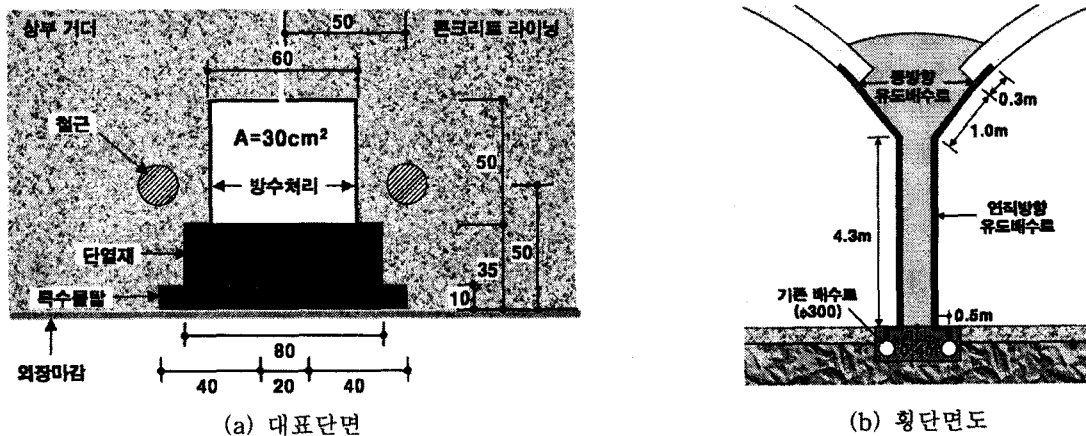 상부 거더
50
콘크리트 라이닝
60
철근
A=30cm²
방수처리
50
50
단열재
35
특수몰탈
10
80
외장마감
40
20
40
(a) 대표단면
종방향
유도배수로
0.3m
1.0m
4.3m
연직방향
유도배수로
기존 배수로
(φ300)
0.5m
(b) 횡단면도